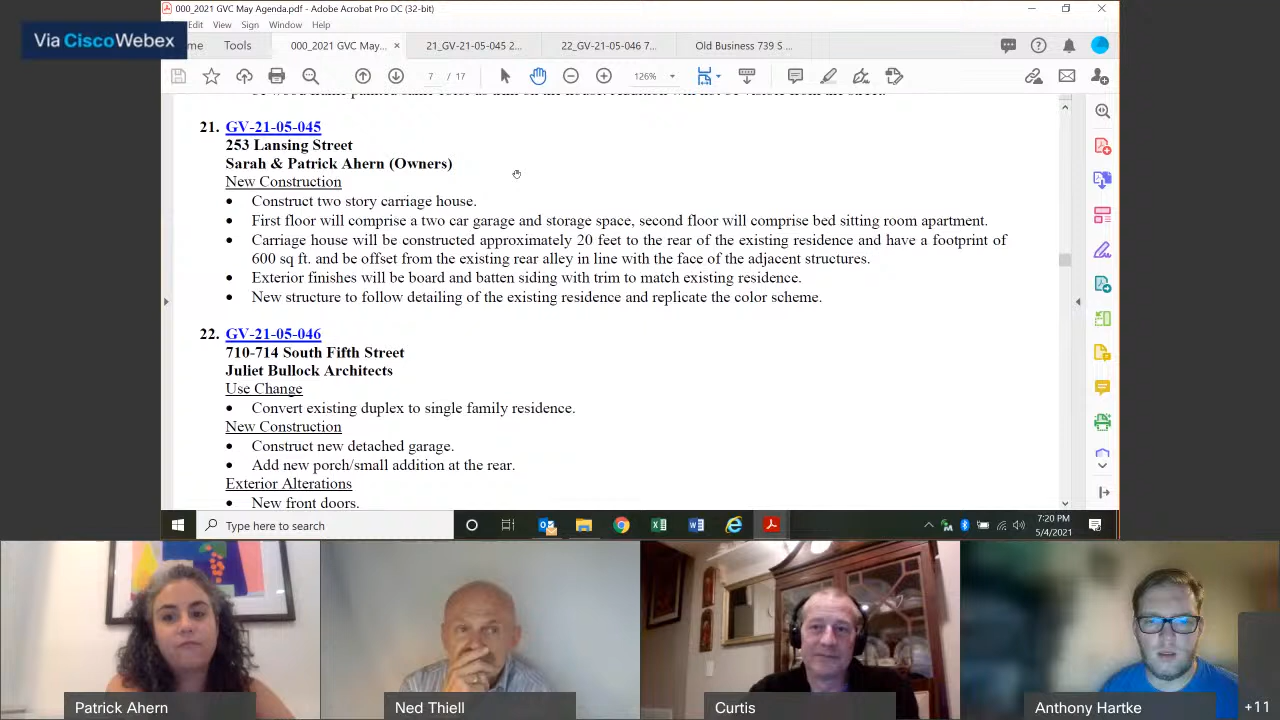 000_2021 GVC May Agenda.pdf - Adobe Acrobat Pro DC (32-bit)
Edit View Sign Window Help
Via Cisco Webex
me Tools 000_2021 GVC May... × 21_GV-21-05-045 2... 22_GV-21-05-046 7... Old Business 739 S ...
7 / 17 126%
21. GV-21-05-045
253 Lansing Street
Sarah & Patrick Ahern (Owners)
New Construction
• Construct two story carriage house.
• First floor will comprise two car garage and storage space, second floor will comprise bed sitting room apartment.
• Carriage house will be constructed approximately 20 feet to the rear of the existing residence and have a footprint of
600 sq ft. and be offset from the existing rear alley in line with the face of the adjacent structures.
• Exterior finishes will be board and batten siding with trim to match existing residence.
• New structure to follow detailing of the existing residence and replicate the color scheme.
22. GV-21-05-046
710-714 South Fifth Street
Juliet Bullock Architects
Use Change
• Convert existing duplex to single family residence.
New Construction
• Construct new detached garage.
• Add new porch/small addition at the rear.
Exterior Alterations
• New front doors.
Type here to search
7:20 PM
5/4/2021
Patrick Ahern
Ned Thiell
Curtis
Anthony Hartke
+11